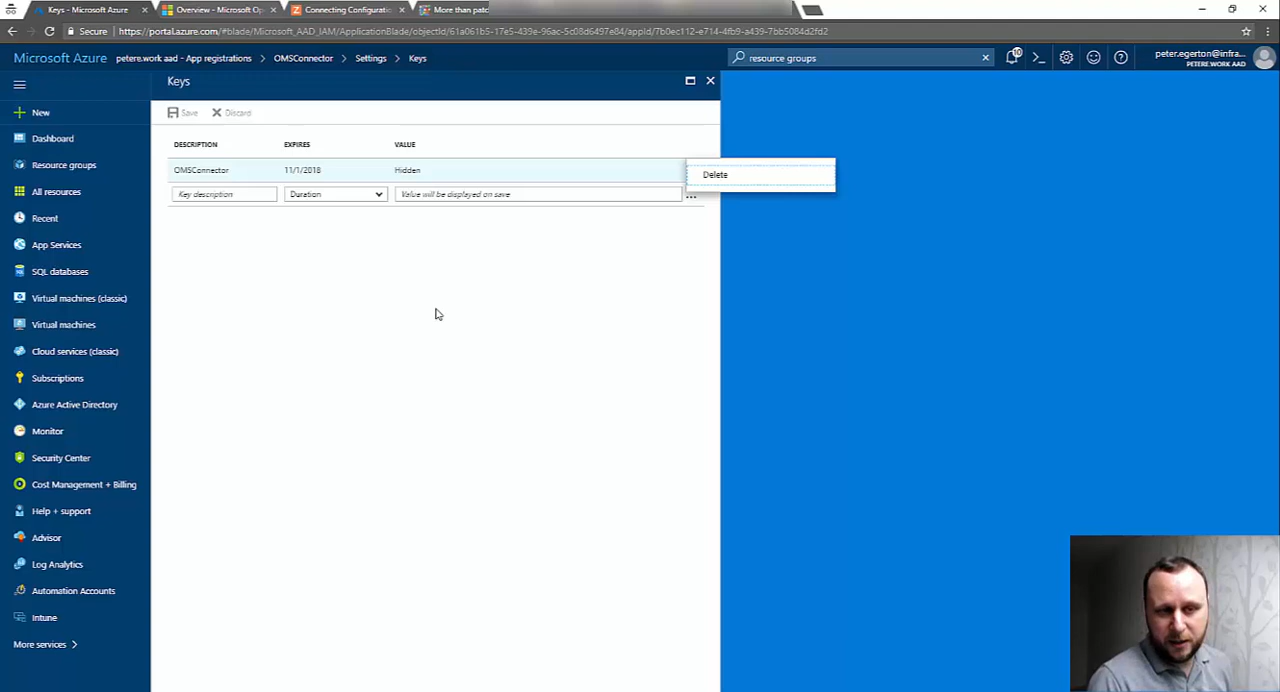 Keys - Microsoft Azure
Overview - Microsoft Op
Connecting Configuratio
More than patc
Secure
https://portal.azure.com/#blade/Microsoft_AAD_IAM/ApplicationBlade/objectId/61a061b5-17e5-439e-96ac-5c08d6497e84/appId/7b0ec112-e714-4fb9-a439-7bb5084d2fd2
Microsoft Azure
petere.work aad - App registrations > OMSConnector > Settings > Keys
resource groups
10
peter.egerton@infra...
PETERE.WORK AAD
Keys
Save
Discard
DESCRIPTION EXPIRES VALUE
OMSConnector 11/1/2018 Hidden
Delete
Key description Duration Value will be displayed on save
...
New
Dashboard
Resource groups
All resources
Recent
App Services
SQL databases
Virtual machines (classic)
Virtual machines
Cloud services (classic)
Subscriptions
Azure Active Directory
Monitor
Security Center
Cost Management + Billing
Help + support
Advisor
Log Analytics
Automation Accounts
Intune
More services >